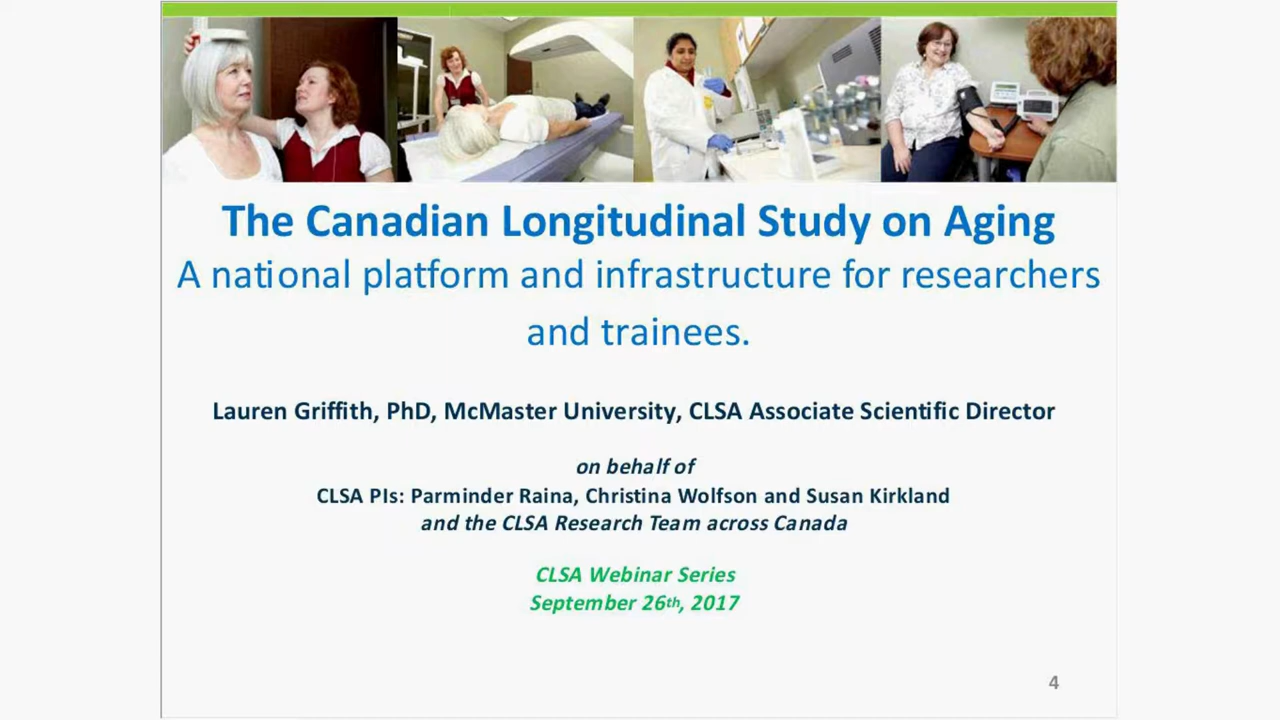 The Canadian Longitudinal Study on Aging
A national platform and infrastructure for researchers
and trainees.
Lauren Griffith, PhD, McMaster University, CLSA Associate Scientific Director
on behalf of
CLSA PIs: Parminder Raina, Christina Wolfson and Susan Kirkland
and the CLSA Research Team across Canada
CLSA Webinar Series
September 26th, 2017
4